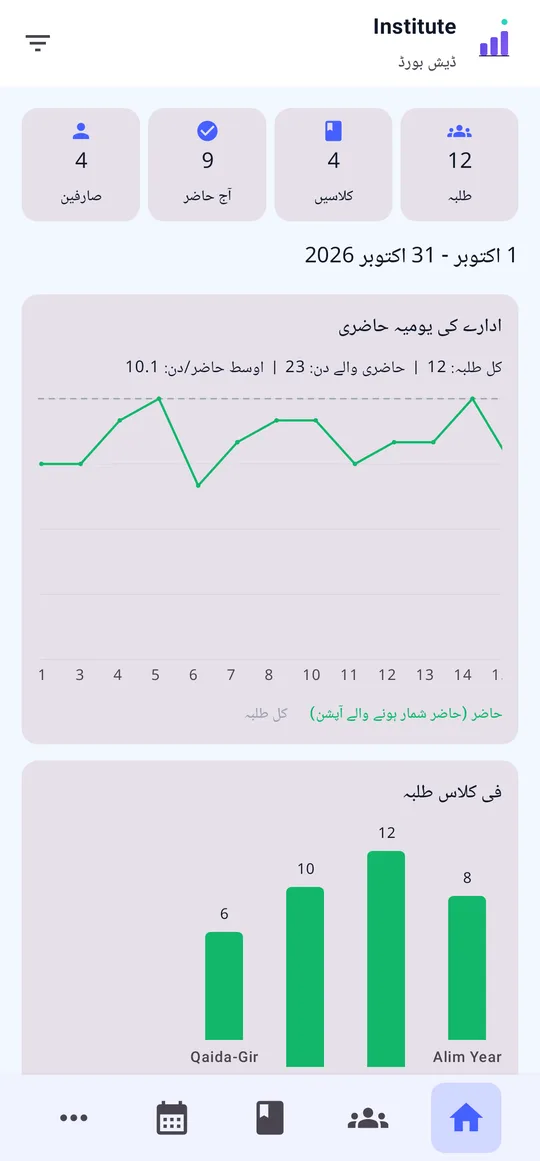 Institute
ڈیش بورڈ
12
طلبہ
4
کلاسیں
9
آج حاضر
4
صارفین
1 اکتوبر - 31 اکتوبر 2026
ادارے کی یومیہ حاضری
کل طلبہ: 12 | حاضری والے دن: 23 | اوسط حاضر/دن: 10.1
1 3 4 5 6 7 8 10 11 12 13 14 1
حاضر (حاضر شمار ہونے والے آپشن) کل طلبہ
فی کلاس طلبہ
6 10 12 8
Qaida-Gir Alim Year